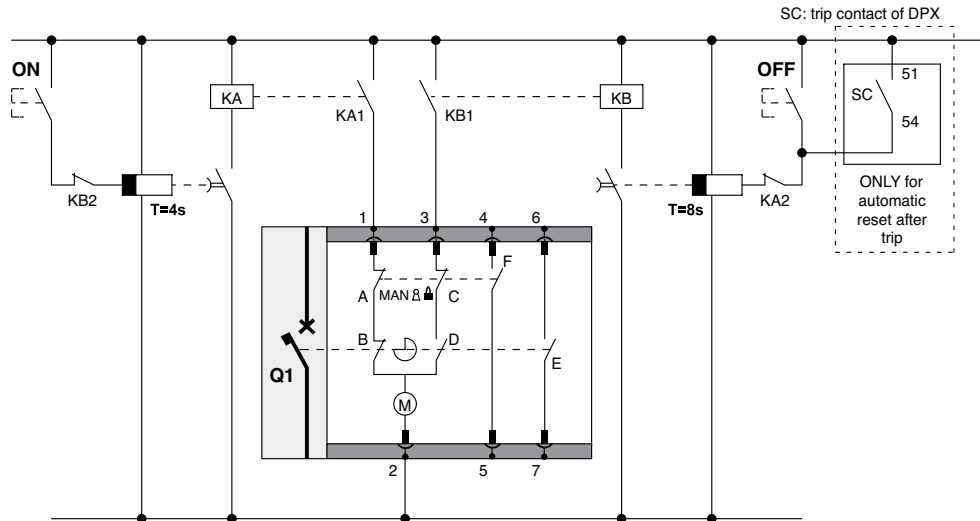 SC: trip contact of DPX
ON
OFF
51
SC
54
KA
KA1
KB1
KB
KB2
T=4s
T=8s
KA2
ONLY for
automatic
reset after
trip
1
3
4
6
F
A
MAN
C
B
D
E
Q1
M
2
5
7